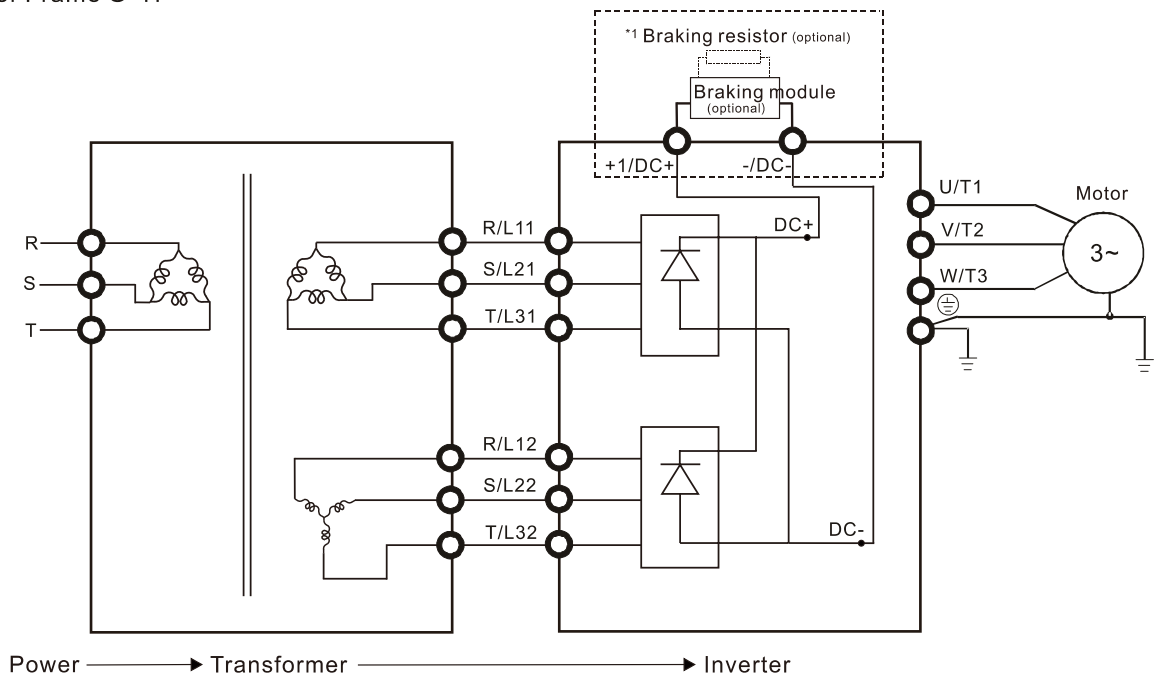 *1 Braking resistor (optional)
Braking module
(optional)
+1/DC+ -/DC-
R
S
T
R/L11
S/L21
T/L31
R/L12
S/L22
T/L32
DC+
DC-
U/T1
V/T2
W/T3
Motor
3~
Power Transformer Inverter